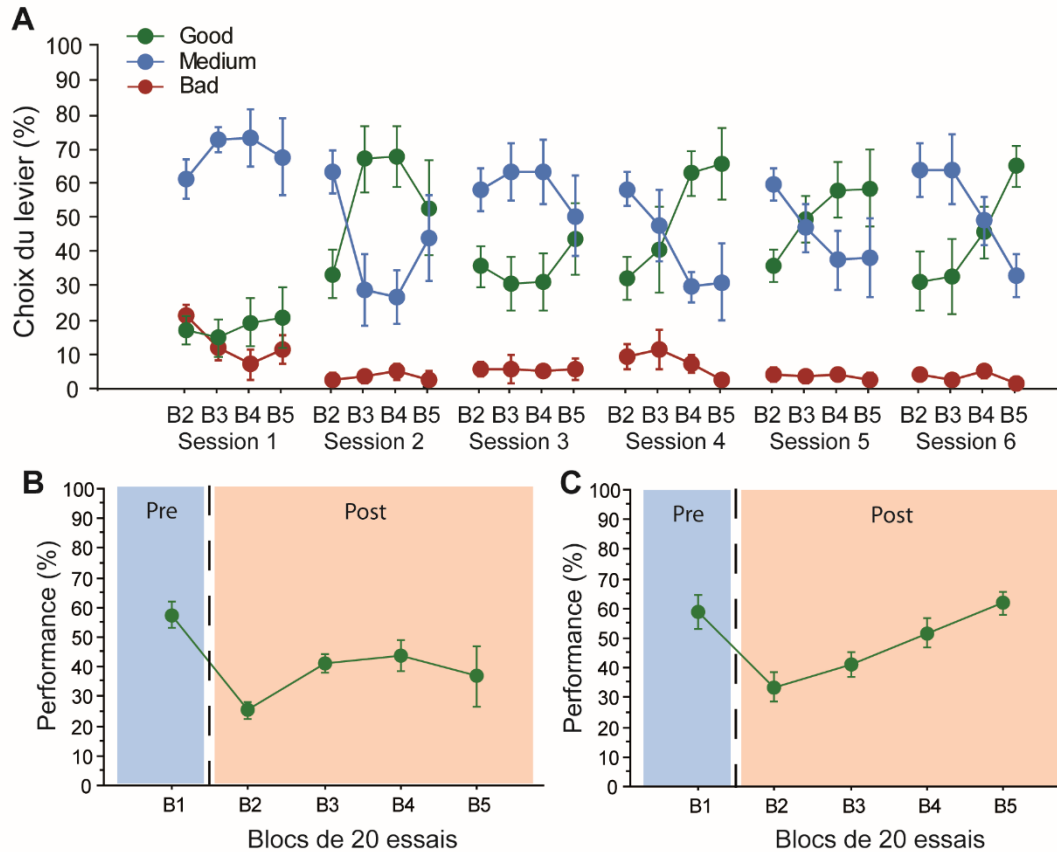 A
Good
Medium
Bad
Choix du levier (%)
100
90
80
70
60
50
40
30
20
10
0
B2 B3 B4 B5 B2 B3 B4 B5 B2 B3 B4 B5 B2 B3 B4 B5 B2 B3 B4 B5 B2 B3 B4 B5
Session 1 Session 2 Session 3 Session 4 Session 5 Session 6
B
Pre
Post
Performance (%)
100
90
80
70
60
50
40
30
20
10
0
B1 B2 B3 B4 B5
Blocs de 20 essais
C
Pre
Post
Performance (%)
100
90
80
70
60
50
40
30
20
10
0
B1 B2 B3 B4 B5
Blocs de 20 essais